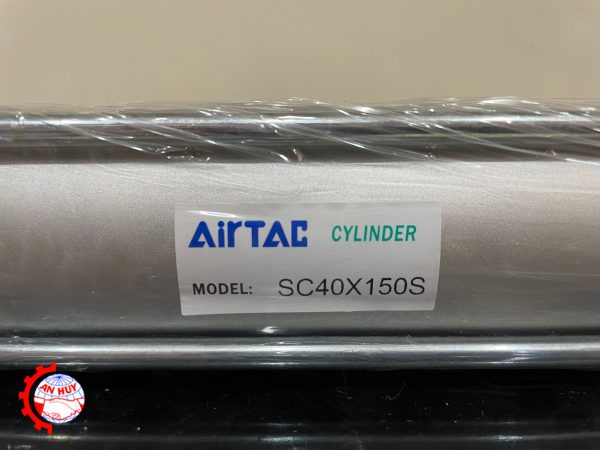 AirTAC CYLINDER
MODEL: SC40X150S
AN HUY